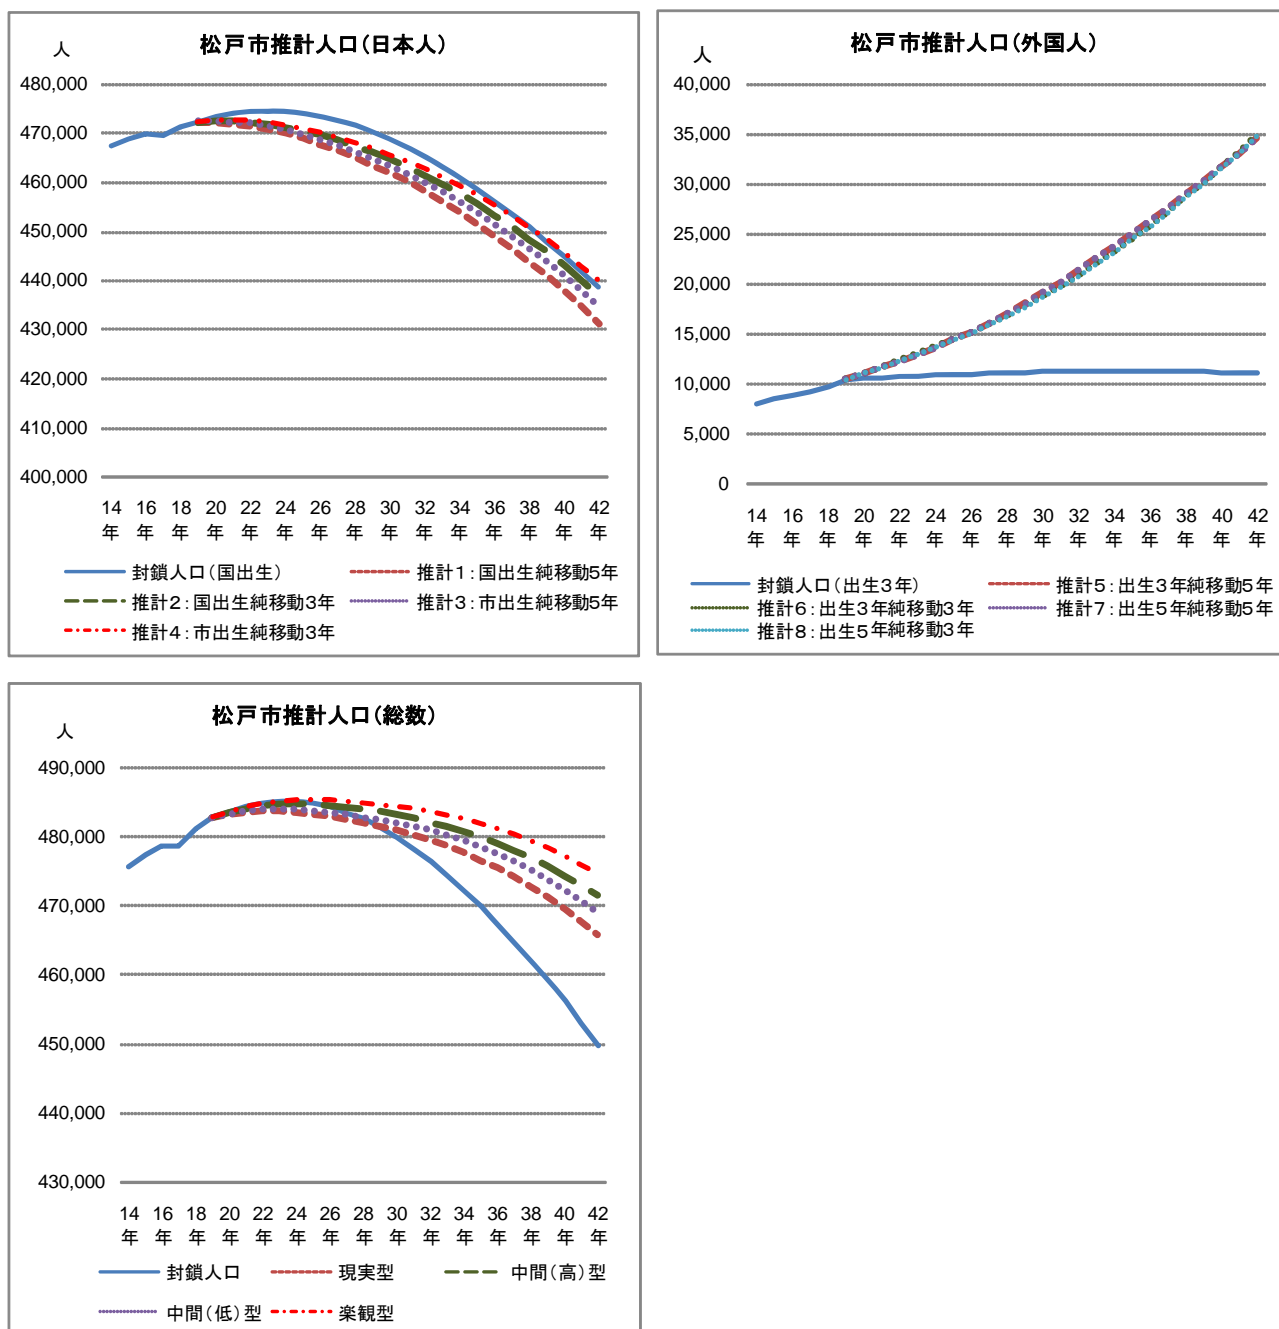 松戸市推計人口(日本人)
人
480,000
470,000
460,000
450,000
440,000
430,000
420,000
410,000
400,000
14 16 18 20 22 24 26 28 30 32 34 36 38 40 42
年 年 年 年 年 年 年 年 年 年 年 年 年 年 年
封鎖人口(国出生) 推計1:国出生純移動5年
推計2:国出生純移動3年 推計3:市出生純移動5年
推計4:市出生純移動3年
松戸市推計人口(外国人)
人
40,000
35,000
30,000
25,000
20,000
15,000
10,000
5,000
0
14 16 18 20 22 24 26 28 30 32 34 36 38 40 42
年 年 年 年 年 年 年 年 年 年 年 年 年 年 年
封鎖人口(出生3年) 推計5:出生3年純移動5年
推計6:出生3年純移動3年 推計7:出生5年純移動5年
推計8:出生5年純移動3年
松戸市推計人口(総数)
人
490,000
480,000
470,000
460,000
450,000
440,000
430,000
14 16 18 20 22 24 26 28 30 32 34 36 38 40 42
年 年 年 年 年 年 年 年 年 年 年 年 年 年 年
封鎖人口 現実型 中間(高)型
中間(低)型 楽観型